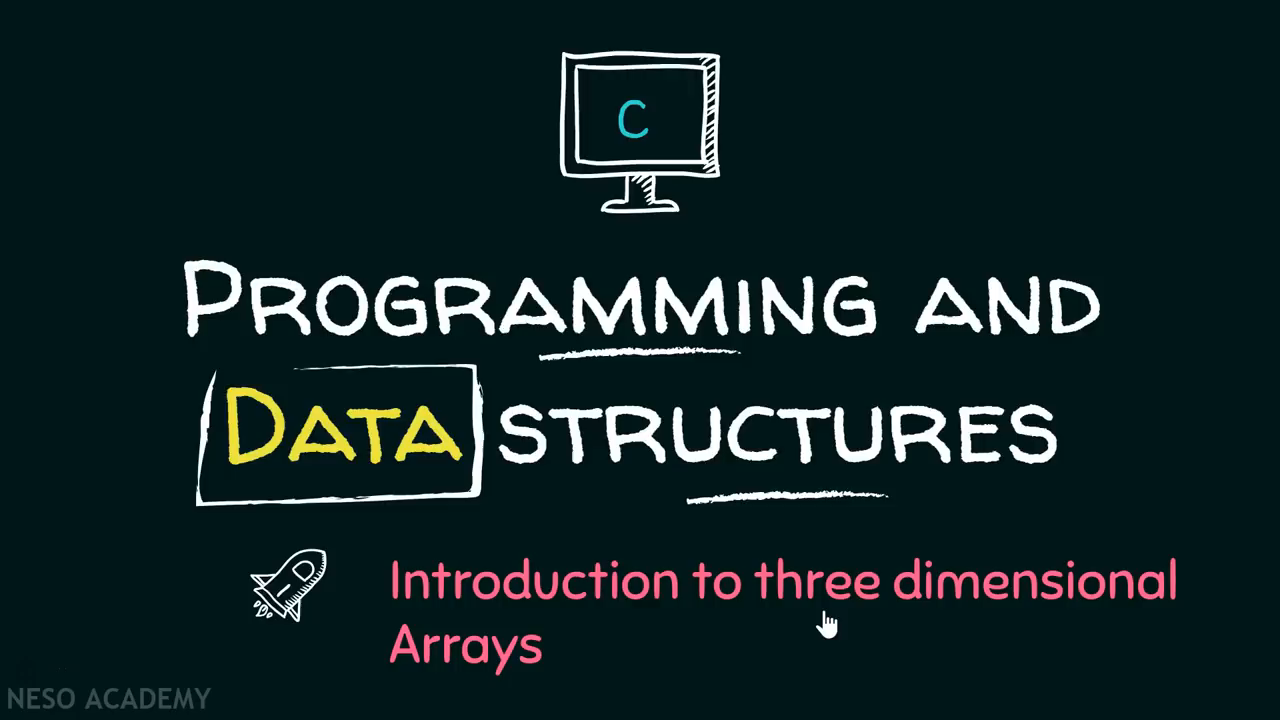 C
PROGRAMMING AND
DATA STRUCTURES
Introduction to three dimensional
Arrays
NESO ACADEMY